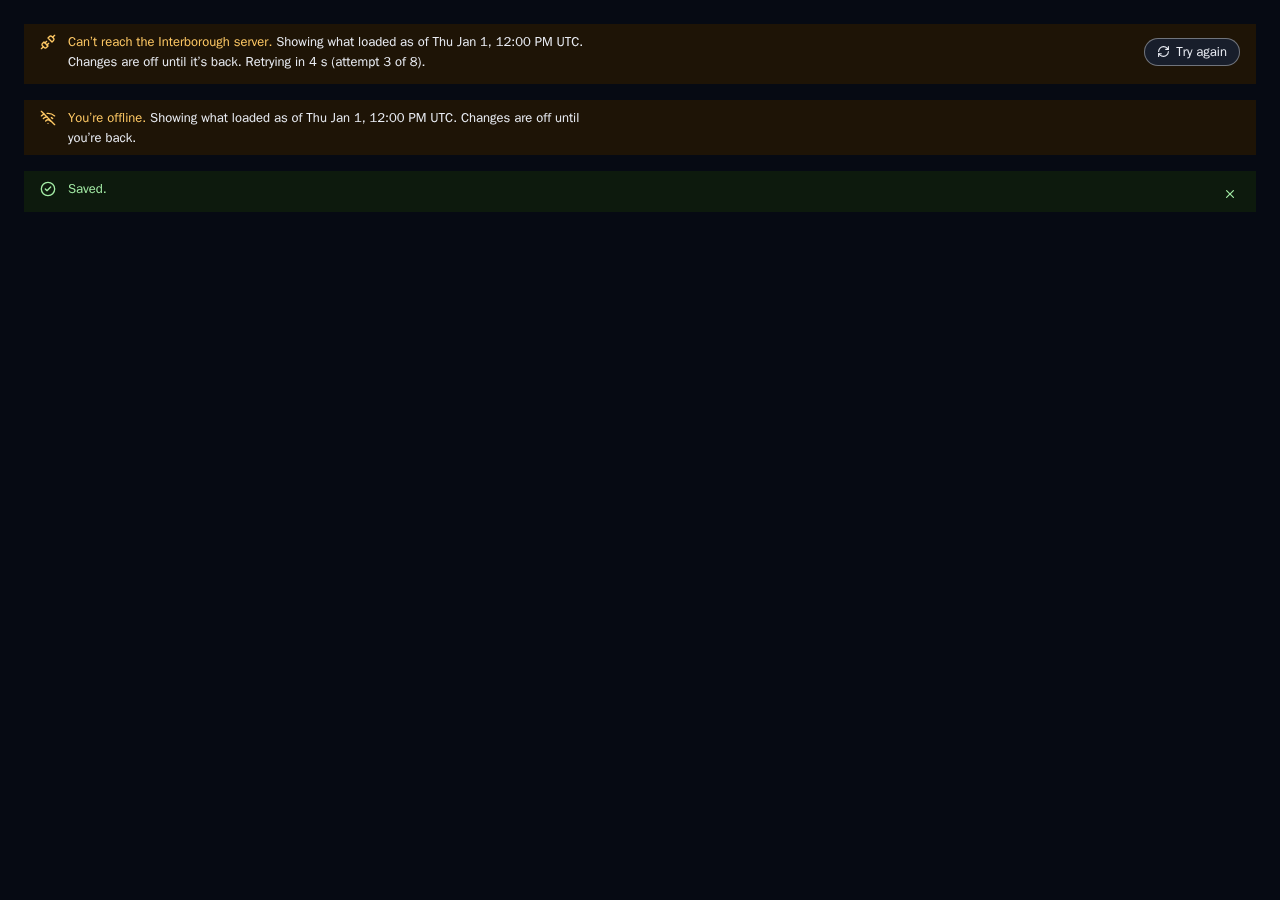 Can’t reach the Interborough server. Showing what loaded as of Thu Jan 1, 12:00 PM UTC.
Changes are off until it’s back. Retrying in 4 s (attempt 3 of 8).
Try again
You’re offline. Showing what loaded as of Thu Jan 1, 12:00 PM UTC. Changes are off until
you’re back.
Saved.